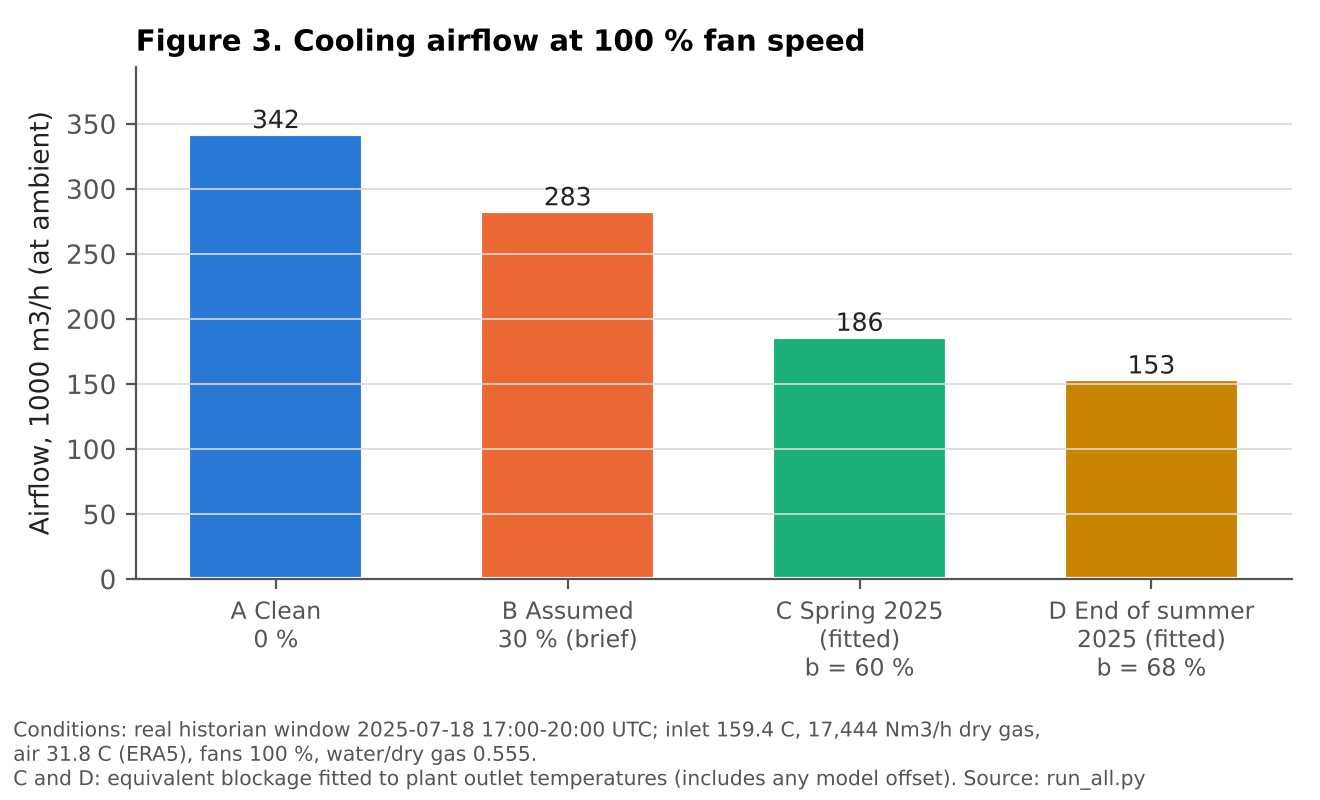 Figure 3. Cooling airflow at 100 % fan speed
Airflow, 1000 m3/h (at ambient)
350
300
250
200
150
100
50
0
342
283
186
153
A Clean
0 %
B Assumed
30 % (brief)
C Spring 2025
(fitted)
b = 60 %
D End of summer
2025 (fitted)
b = 68 %
Conditions: real historian window 2025-07-18 17:00-20:00 UTC; inlet 159.4 C, 17,444 Nm3/h dry gas,
air 31.8 C (ERA5), fans 100 %, water/dry gas 0.555.
C and D: equivalent blockage fitted to plant outlet temperatures (includes any model offset). Source: run_all.py